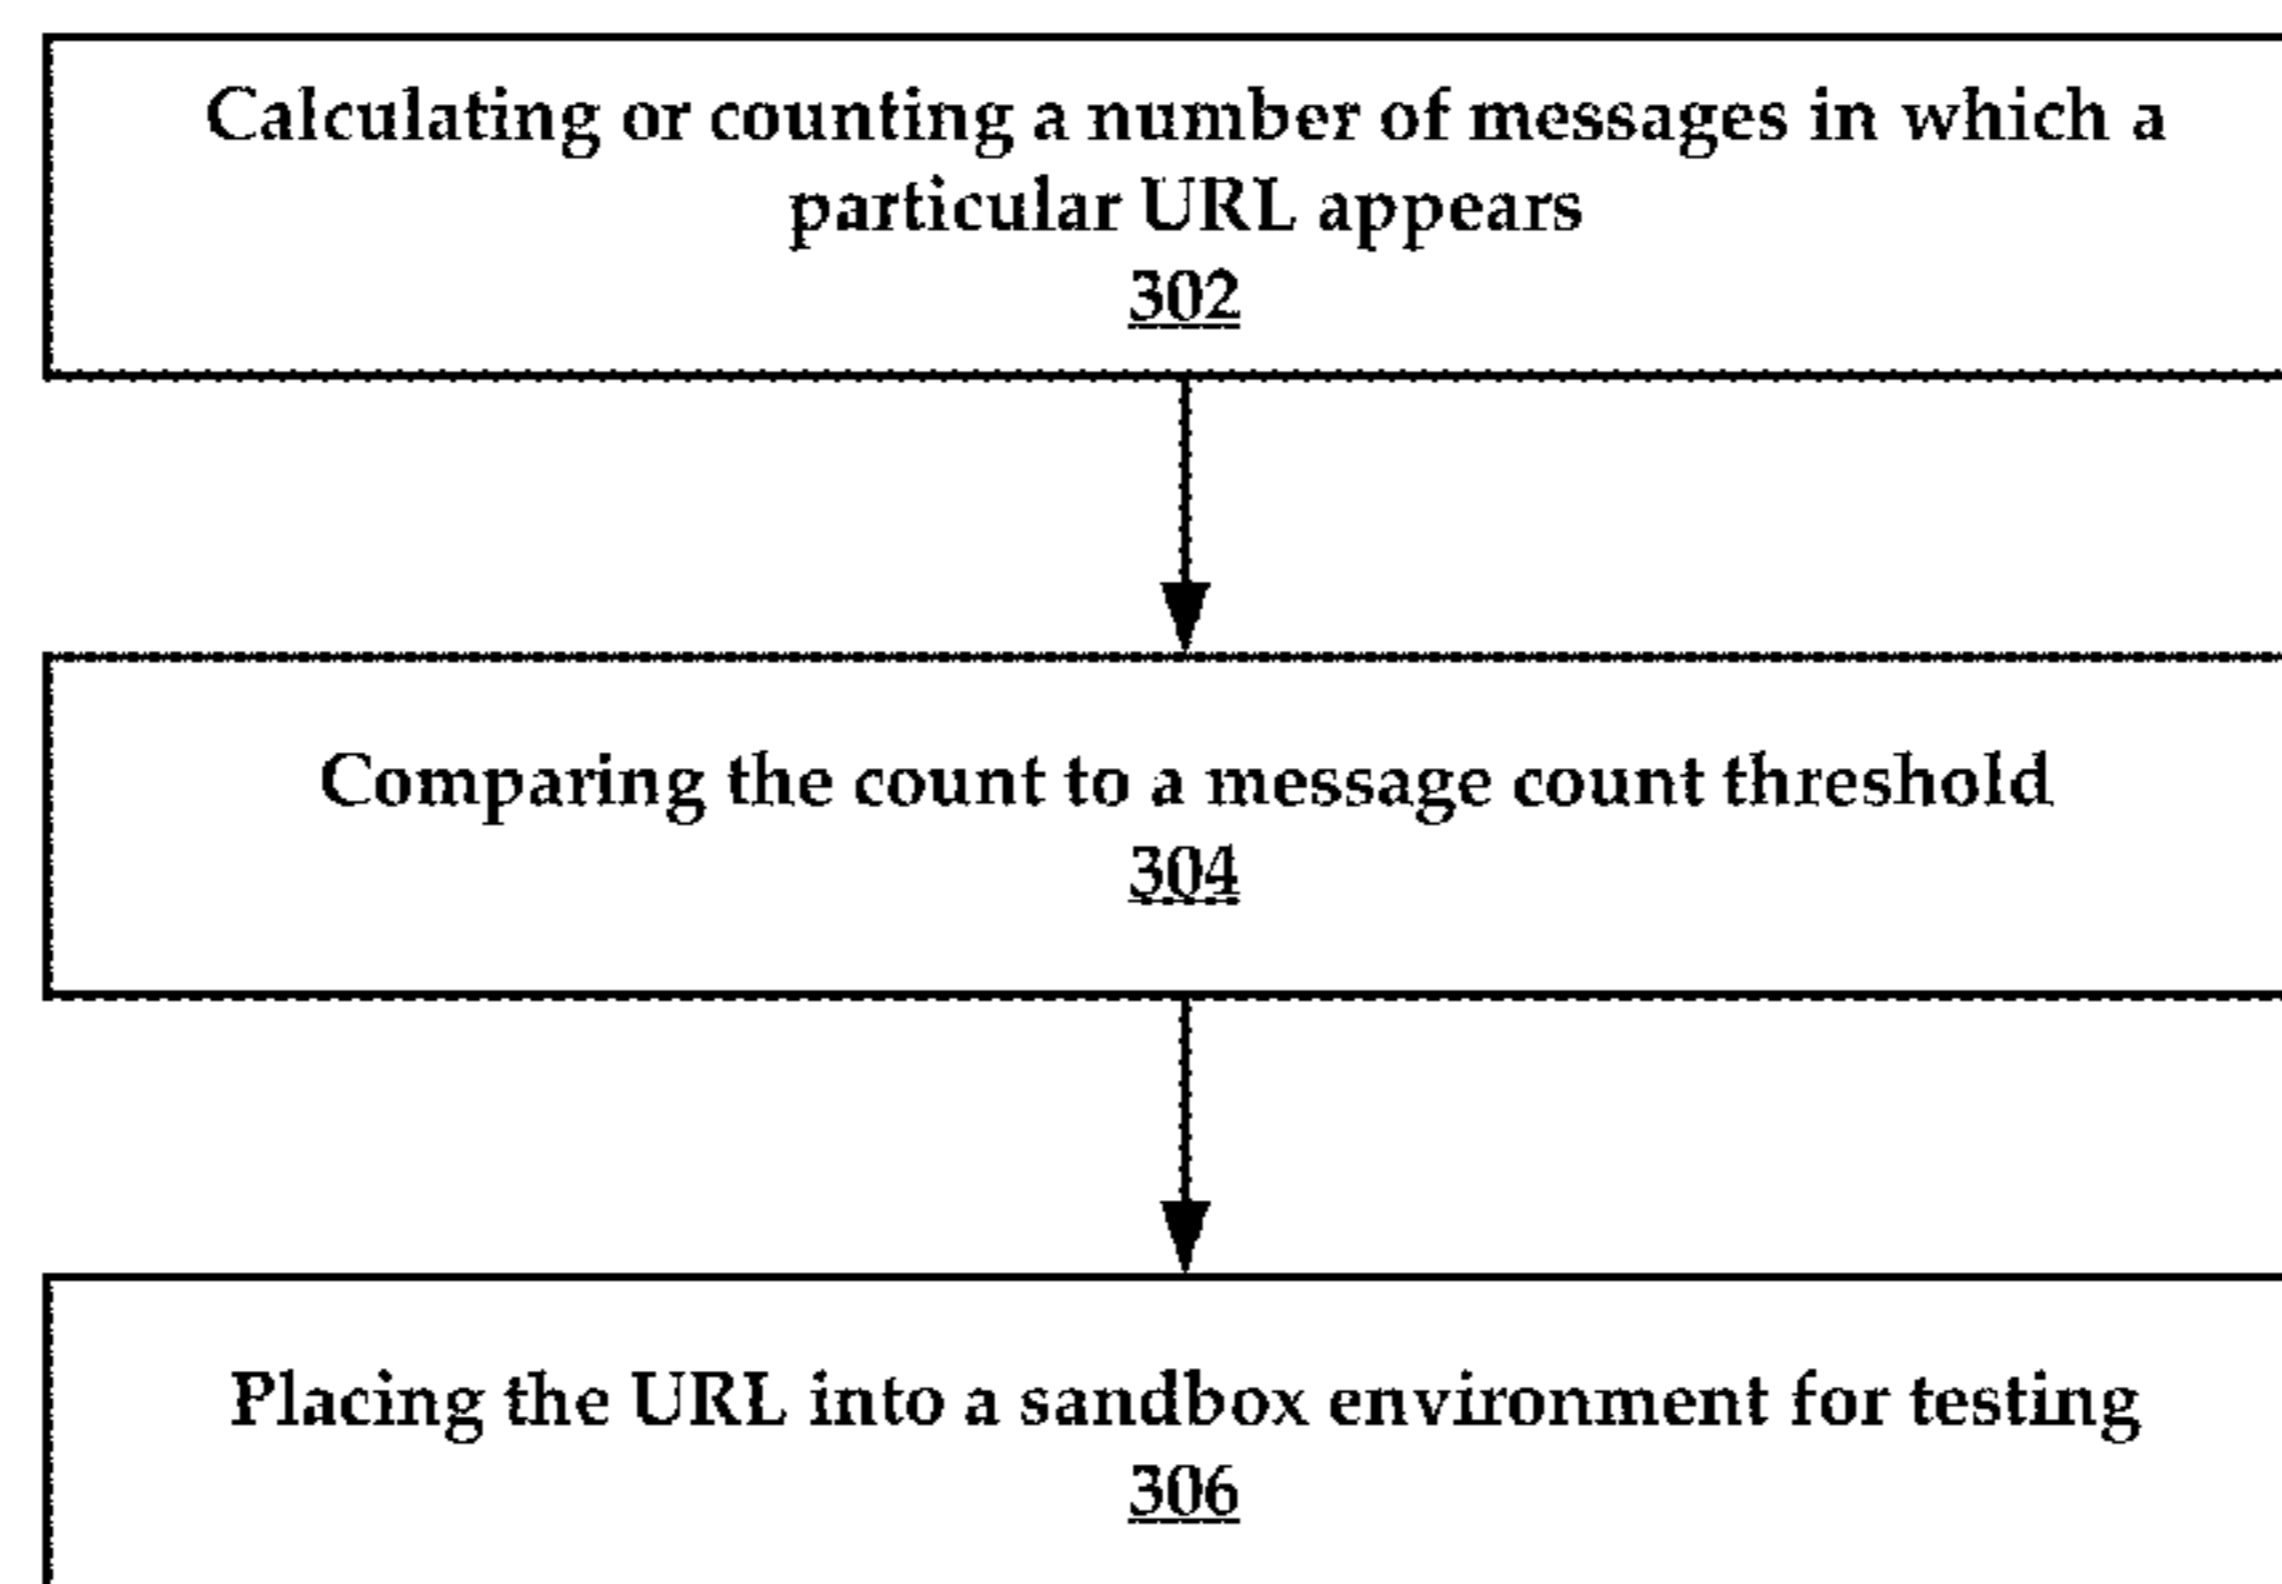 Calculating or counting a number of messages in which a
particular URL appears
302
Comparing the count to a message count threshold
304
Placing the URL into a sandbox environment for testing
306